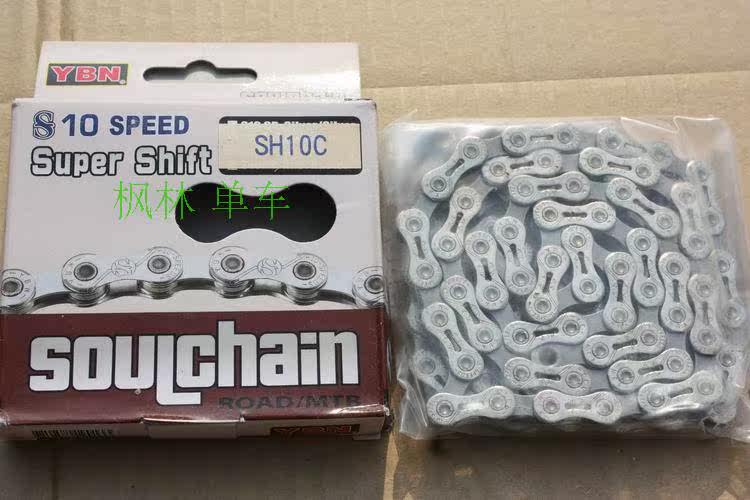 YBN
S 10 SPEED
Super Shift
SH10C
枫林 单车
soulchain
ROAD/MTB
YBN